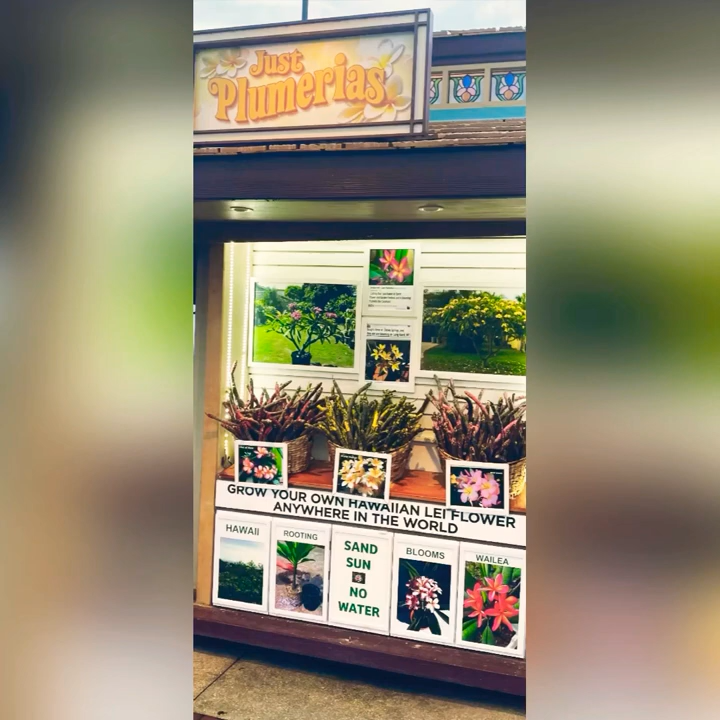 Just
Plumerias
GROW YOUR OWN HAWAIIAN LEI FLOWER
ANYWHERE IN THE WORLD
HAWAII
ROOTING
SAND
SUN
NO
WATER
BLOOMS
WAILEA